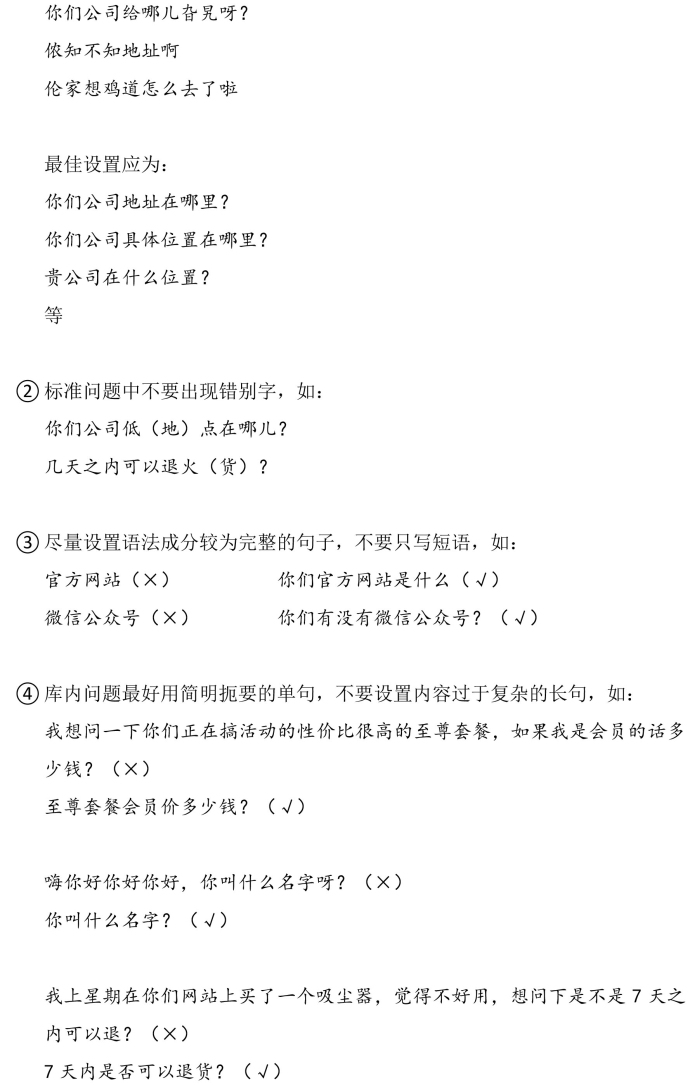 你们公司给哪儿旮旯呀？
侬知不知地址啊
伦家想鸡道怎么去了啦
最佳设置应为：
你们公司地址在哪里？
你们公司具体位置在哪里？
贵公司在什么位置？
等
② 标准问题中不要出现错别字，如：
你们公司低（地）点在哪儿？
几天之内可以退火（货）？
③ 尽量设置语法成分较为完整的句子，不要只写短语，如：
官方网站（×） 你们官方网站是什么（√）
微信公众号（×） 你们有没有微信公众号？（√）
④ 库内问题最好用简明扼要的单句，不要设置内容过于复杂的长句，如：
我想问一下你们正在搞活动的性价比很高的至尊套餐，如果我是会员的话多
少钱？（×）
至尊套餐会员价多少钱？（√）
嗨你好你好你好，你叫什么名字呀？（×）
你叫什么名字？（√）
我上星期在你们网站上买了一个吸尘器，觉得不好用，想问下是不是 7 天之
内可以退？（×）
7 天内是否可以退货？（√）